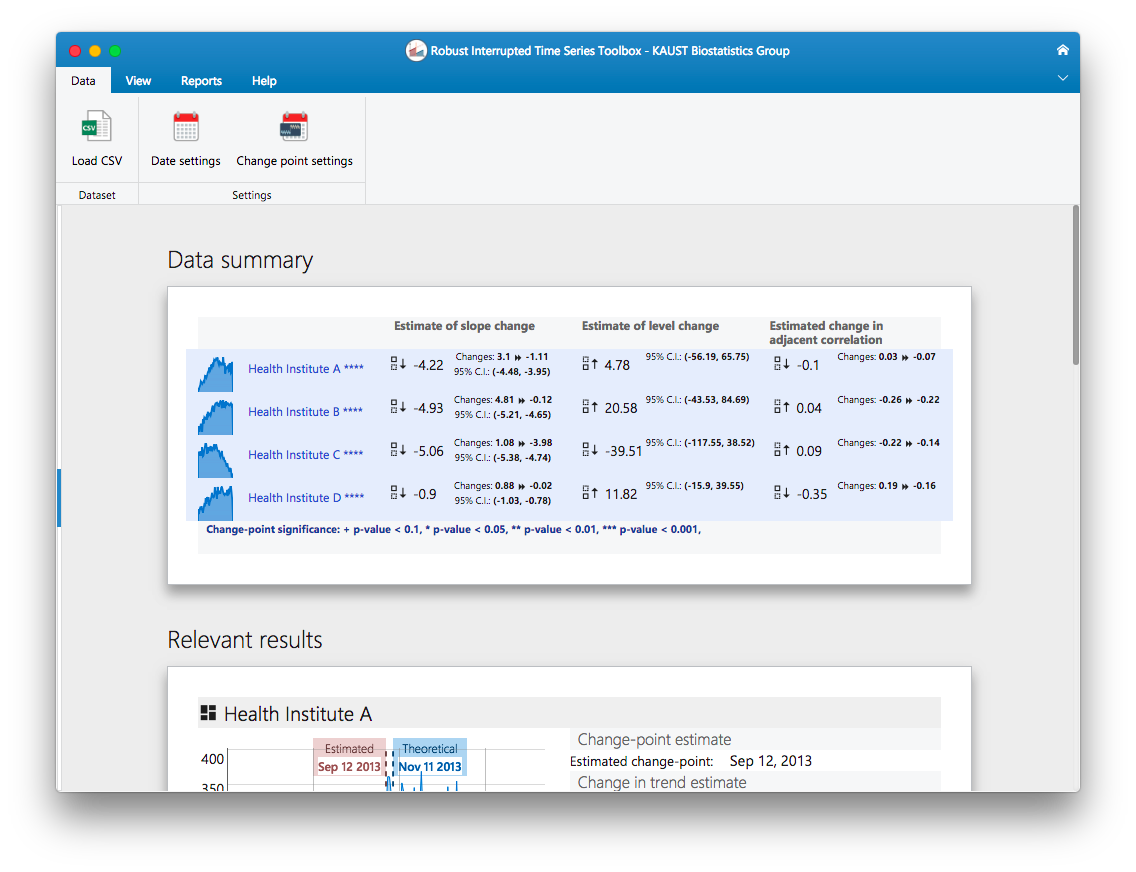 Robust Interrupted Time Series Toolbox - KAUST Biostatistics Group
Data View Reports Help
CSV
Load CSV Date settings Change point settings
Dataset Settings
Data summary
Estimate of slope change Estimate of level change Estimated change in
adjacent correlation
Health Institute A **** ↓ -4.22 Changes: 3.1 » -1.11 ↑ 4.78 95% C.I.: (-56.19, 65.75) ↓ -0.1 Changes: 0.03 » -0.07
95% C.I.: (-4.48, -3.95)
Health Institute B **** ↓ -4.93 Changes: 4.81 » -0.12 ↑ 20.58 95% C.I.: (-43.53, 84.69) ↑ 0.04 Changes: -0.26 » -0.22
95% C.I.: (-5.21, -4.65)
Health Institute C **** ↓ -5.06 Changes: 1.08 » -3.98 ↓ -39.51 95% C.I.: (-117.55, 38.52) ↑ 0.09 Changes: -0.22 » -0.14
95% C.I.: (-5.38, -4.74)
Health Institute D **** ↓ -0.9 Changes: 0.88 » -0.02 ↑ 11.82 95% C.I.: (-15.9, 39.55) ↓ -0.35 Changes: 0.19 » -0.16
95% C.I.: (-1.03, -0.78)
Change-point significance: + p-value < 0.1, * p-value < 0.05, ** p-value < 0.01, *** p-value < 0.001,
Relevant results
Health Institute A
400
350
Estimated
Sep 12 2013
Theoretical
Nov 11 2013
Change-point estimate
Estimated change-point: Sep 12, 2013
Change in trend estimate